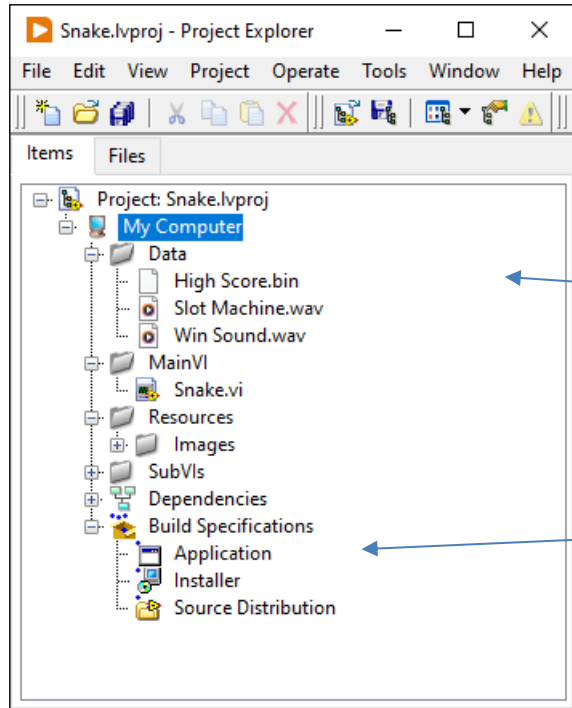 Snake.lvproj - Project Explorer
File Edit View Project Operate Tools Window Help
Items Files
Project: Snake.lvproj
My Computer
Data
High Score.bin
Slot Machine.wav
Win Sound.wav
MainVI
Snake.vi
Resources
Images
SubVIs
Dependencies
Build Specifications
Application
Installer
Source Distribution